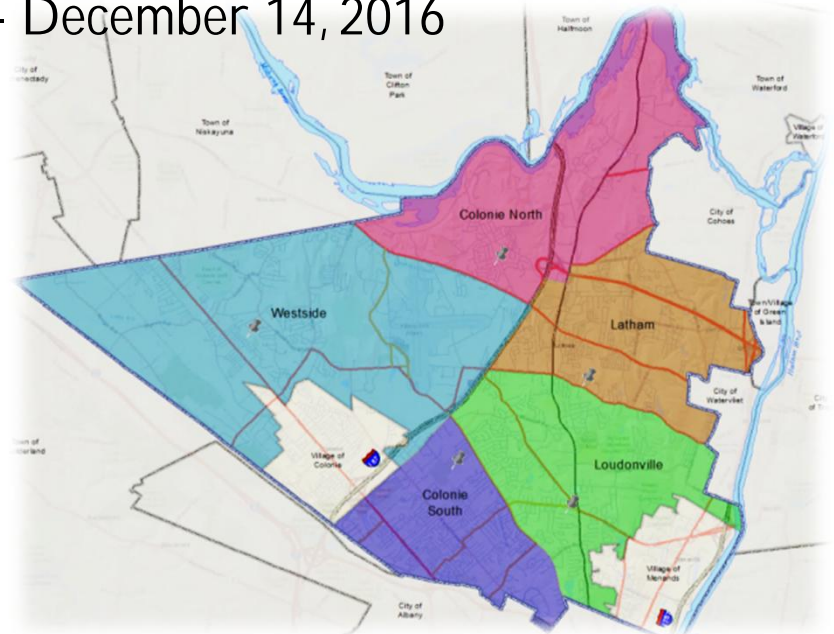 - December 14, 2016
Town of
Halfmoon
Town of
Clifton
Park
Town of
Waterford
Town of
Niskayuna
Village of
Colonie North
City of
Cohoes
Westside
Latham
Town/Village
of Green
Island
City of
Watervliet
Village of
Colonie
Loudonville
Colonie
South
Village of
Menands
City of
Albany